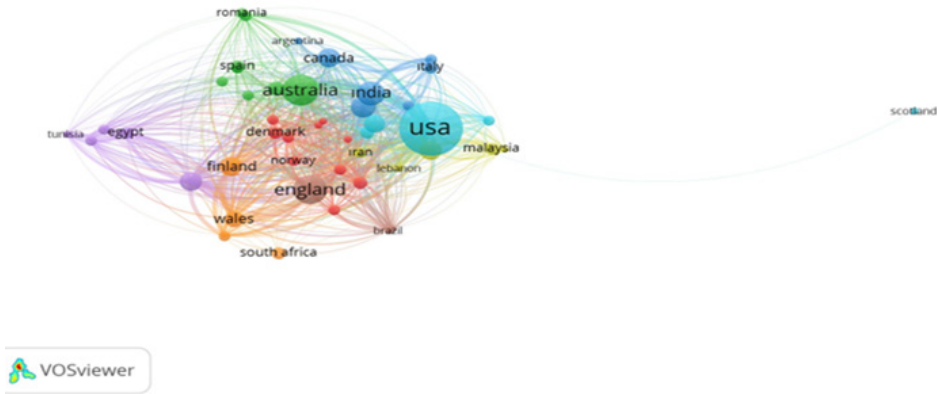 romania
argentina
canada
spain
italy
australia
india
scotland
usa
tunisia
egypt
denmark
malaysia
iran
norway
lebanon
finland
england
wales
brazil
south africa
VOSviewer